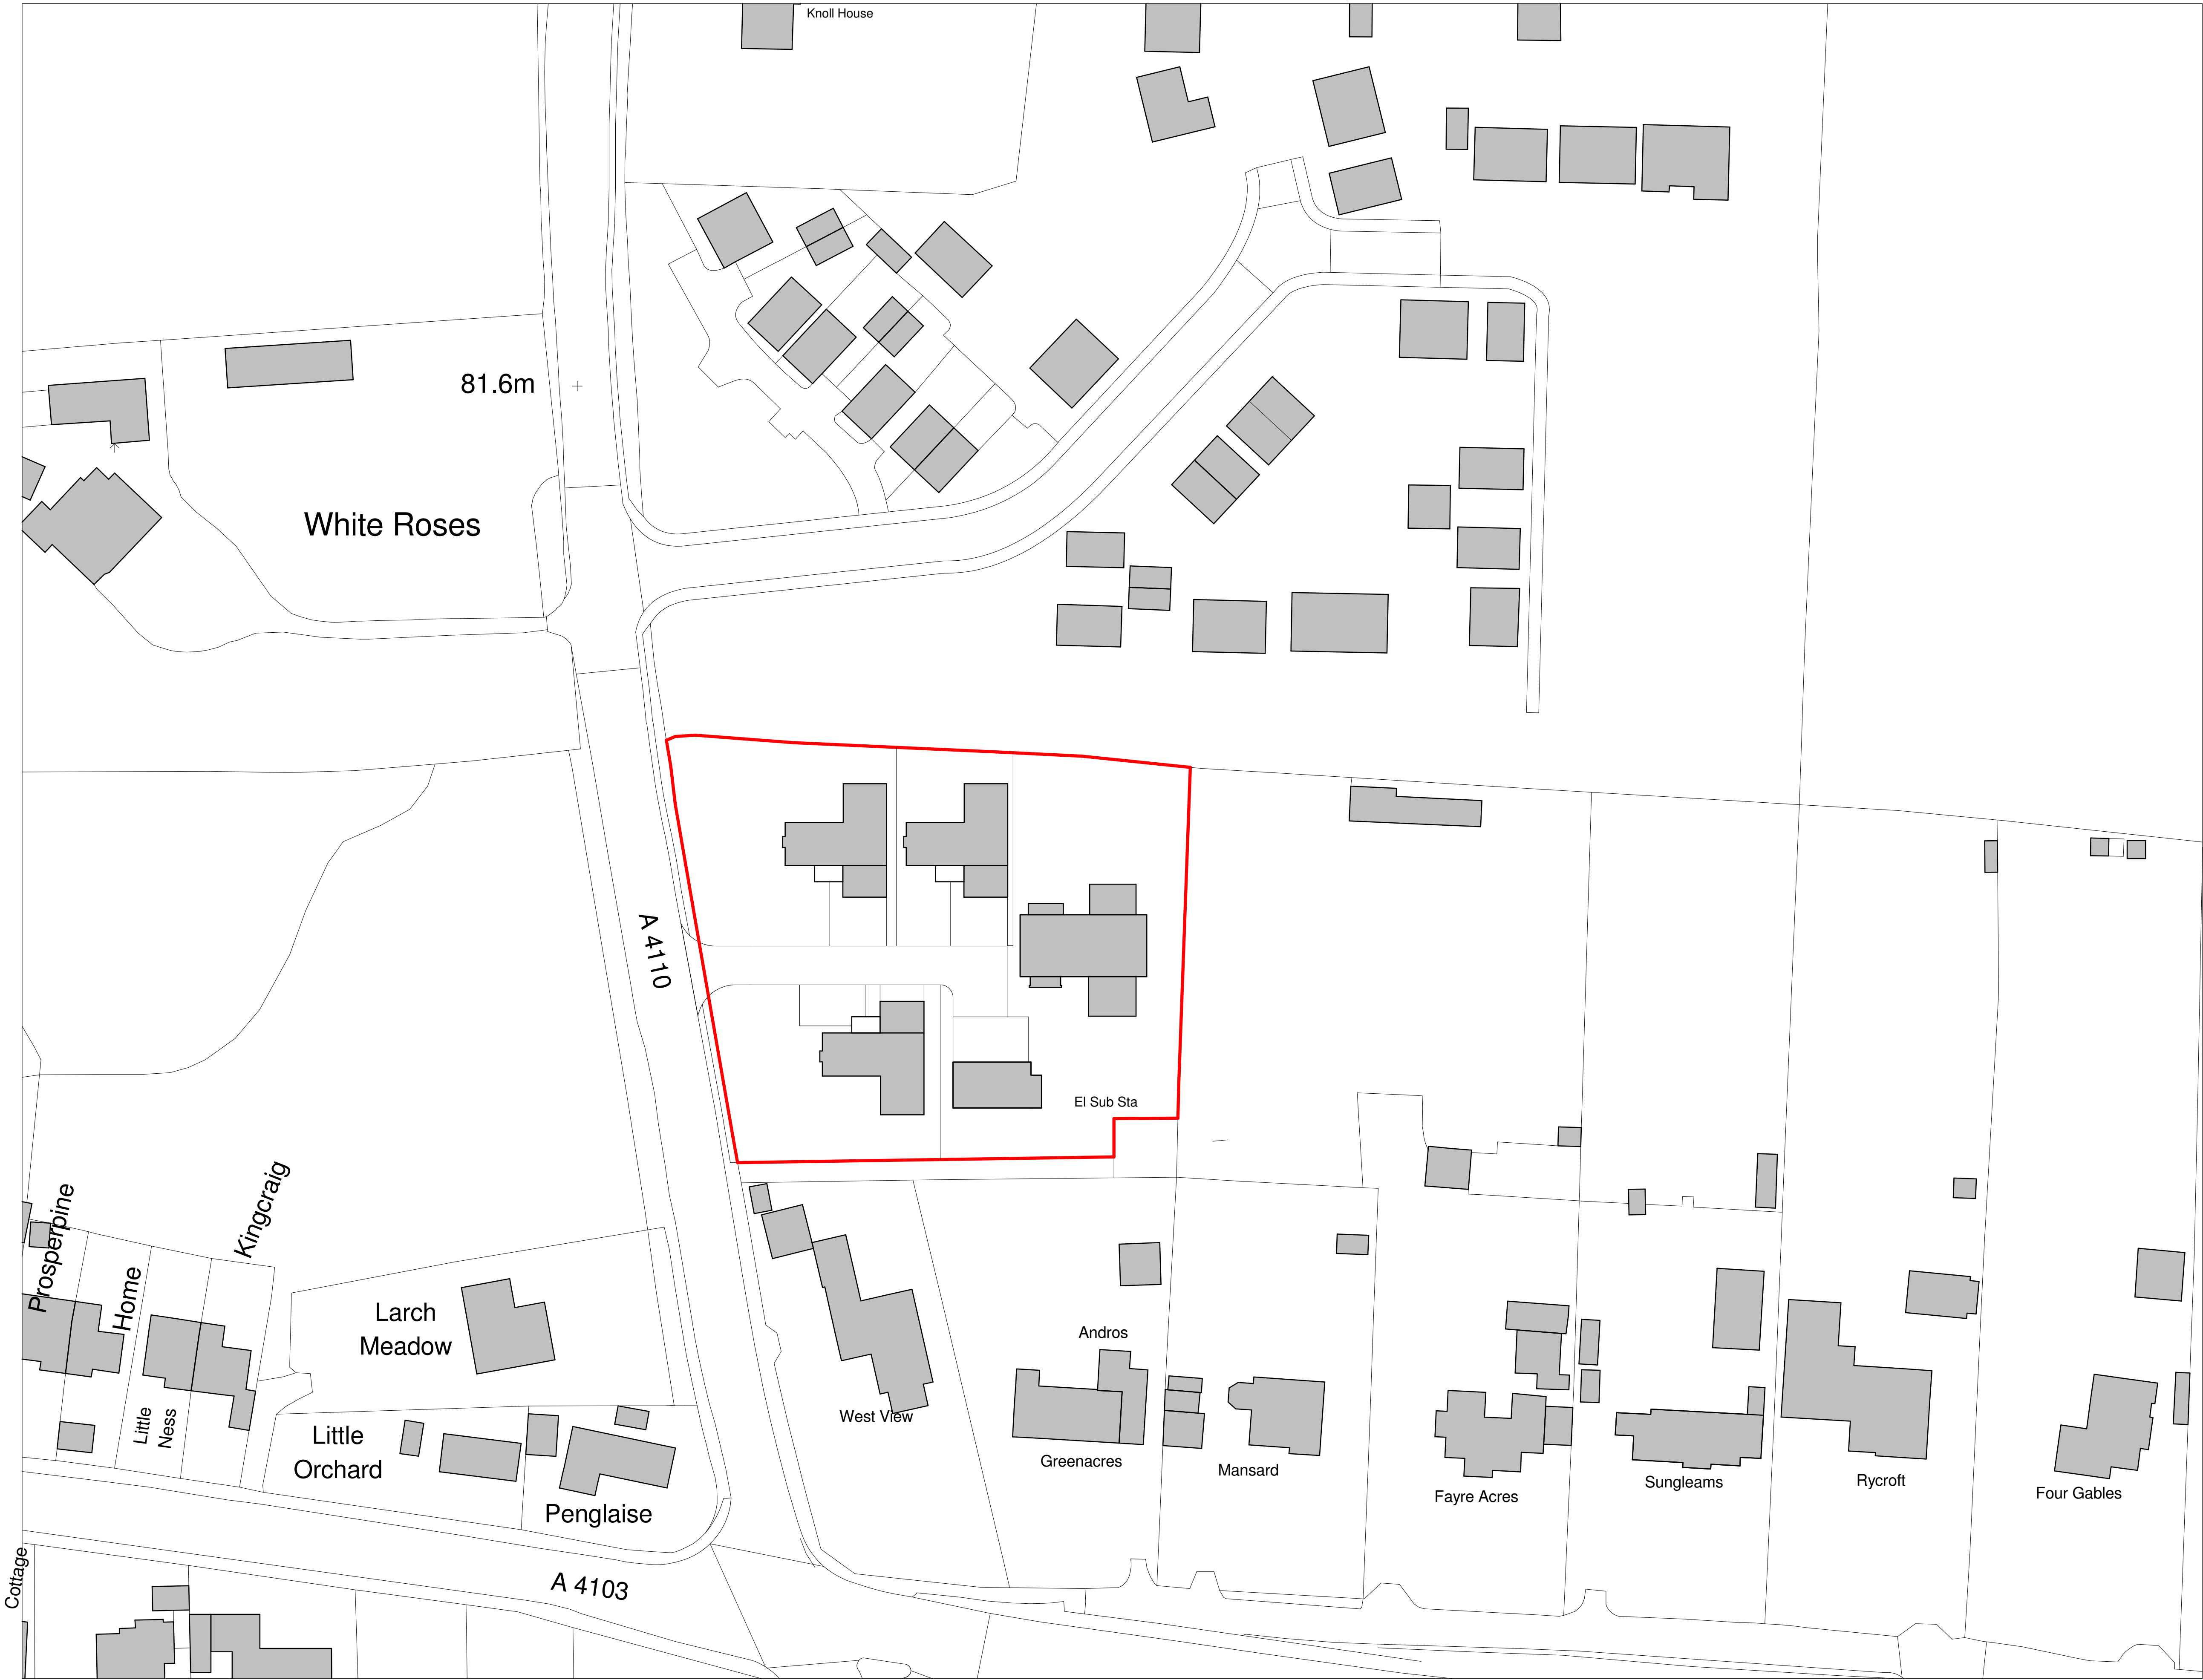 Knoll House
81.6m
White Roses
A 4110
El Sub Sta
Prosperpine
Home
Little
Ness
Kingcraig
Larch
Meadow
Little
Orchard
Penglaise
West View
Andros
Greenacres
Mansard
Fayre Acres
Sungleams
Rycroft
Four Gables
Cottage
A 4103